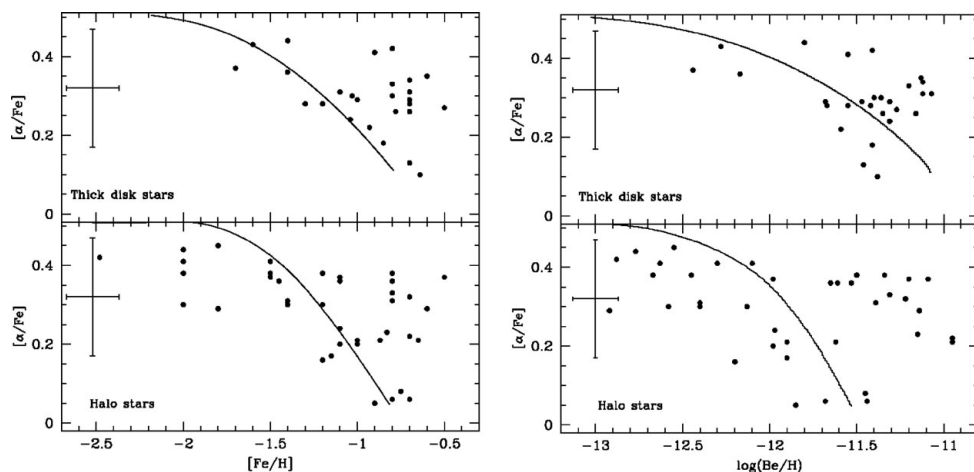 0.4
[α/Fe]
0.2
Thick disk stars
0
0.4
[α/Fe]
0.2
Halo stars
0
-2.5 -2 -1.5 -1 -0.5
[Fe/H]
0.4
[α/Fe]
0.2
Thick disk stars
0
0.4
[α/Fe]
0.2
Halo stars
0
-13 -12.5 -12 -11.5 -11
log(Be/H)